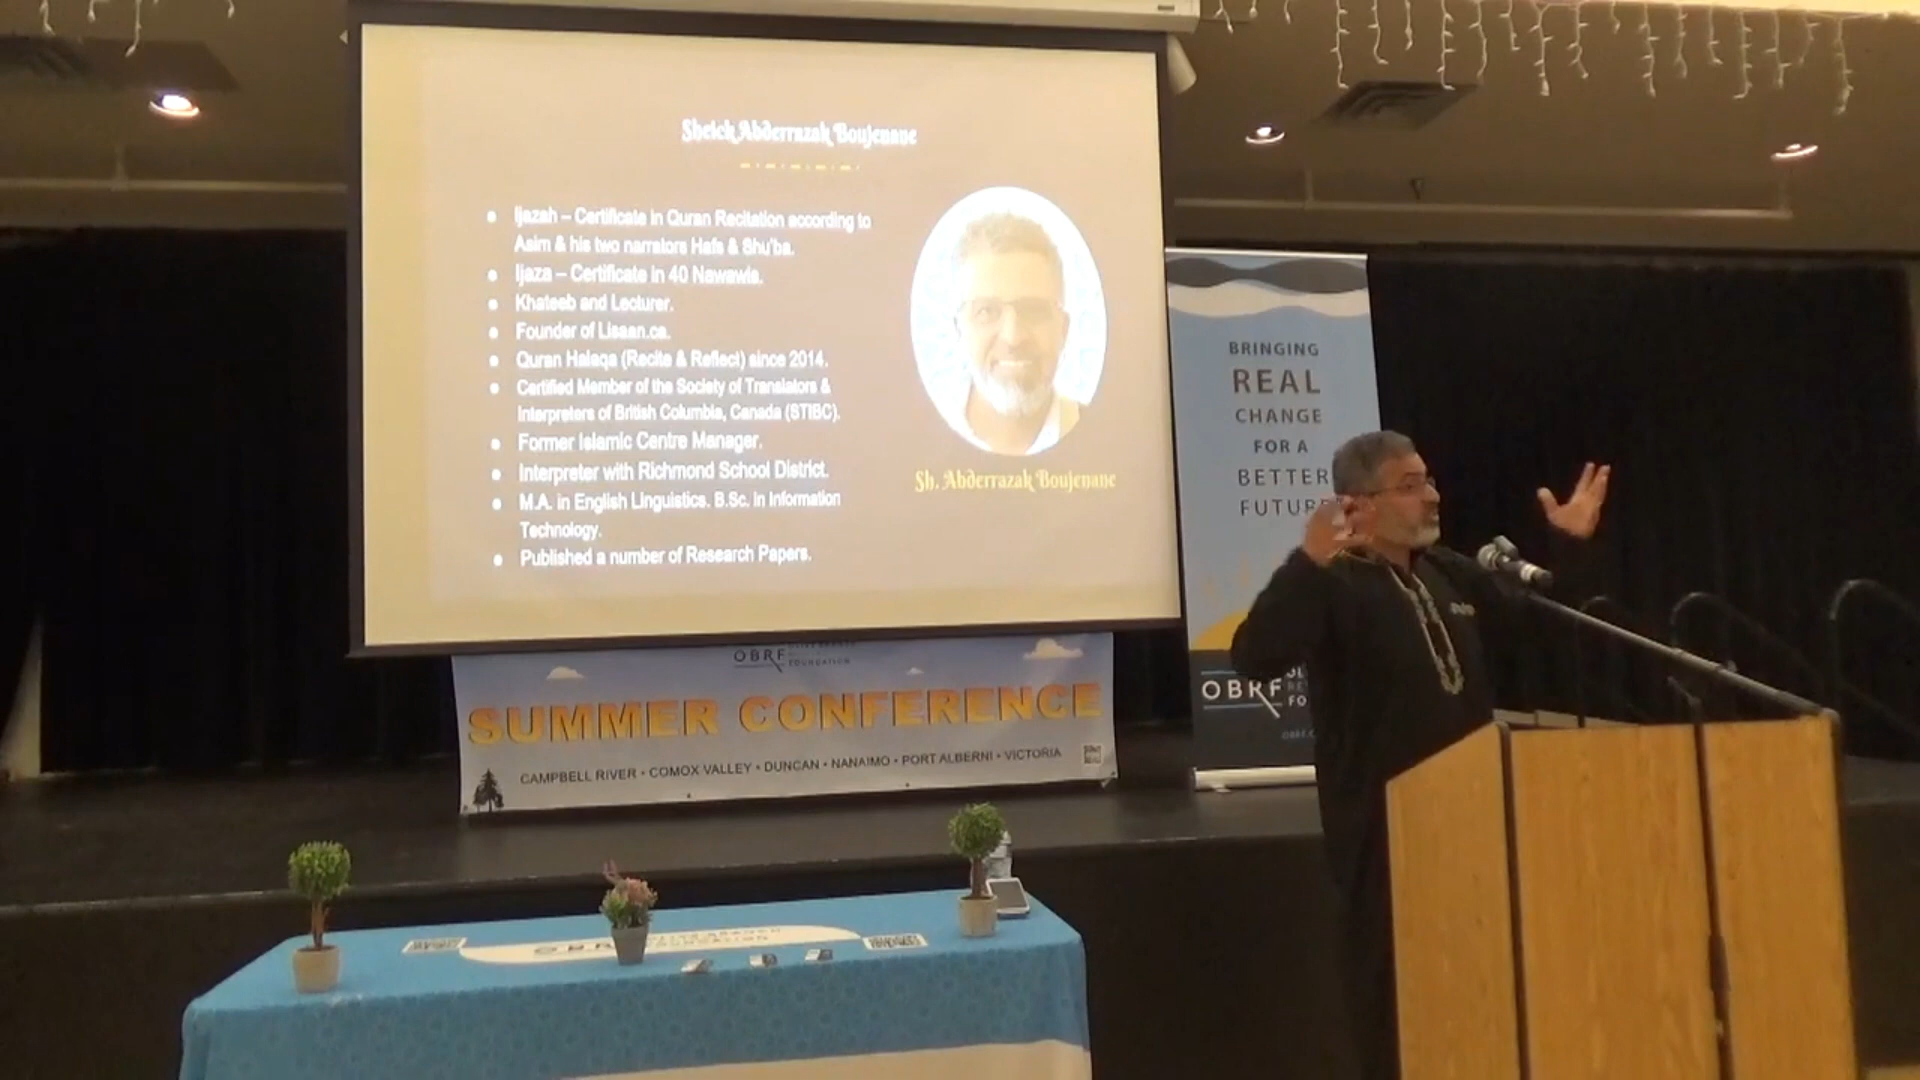 Sheick Abderrazak Boujenane
Ijazah – Certificate in Quran Recitation according to
Asim & his two narrators Hafs & Shu'ba.
Ijaza – Certificate in 40 Nawawis.
Khateeb and Lecturer.
Founder of Lisaan.ca.
Quran Halaqa (Recite & Reflect) since 2014.
Certified Member of the Society of Translators &
Interpreters of British Columbia, Canada (STIBC).
Former Islamic Centre Manager.
Interpreter with Richmond School District.
M.A. in English Linguistics. B.Sc. in Information
Technology.
Published a number of Research Papers.
Sh. Abderrazak Boujenane
BRINGING
REAL
CHANGE
FOR A
BETTER
FUTURE
OBRF
OBRF
FOUNDATION
SUMMER CONFERENCE
CAMPBELL RIVER • COMOX VALLEY • DUNCAN • NANAIMO • PORT ALBERNI • VICTORIA